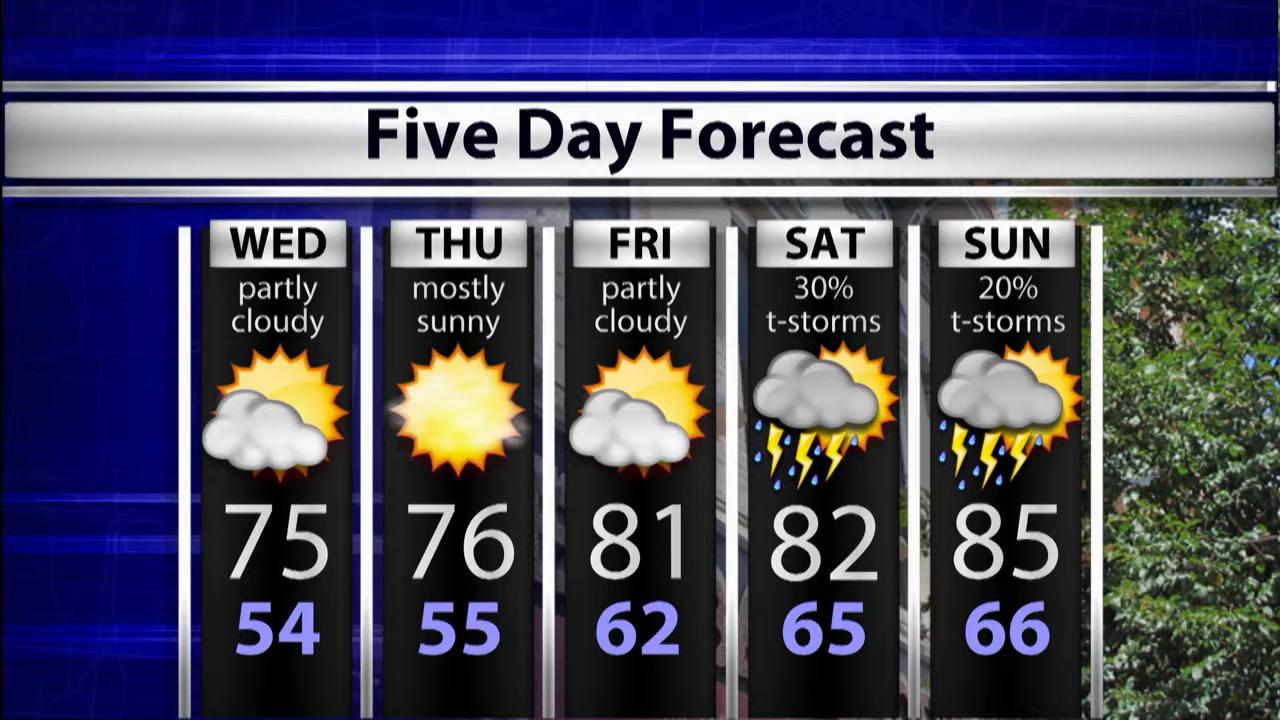 Five Day Forecast
WED
partly
cloudy
75
54
THU
mostly
sunny
76
55
FRI
partly
cloudy
81
62
SAT
30%
t-storms
82
65
SUN
20%
t-storms
85
66